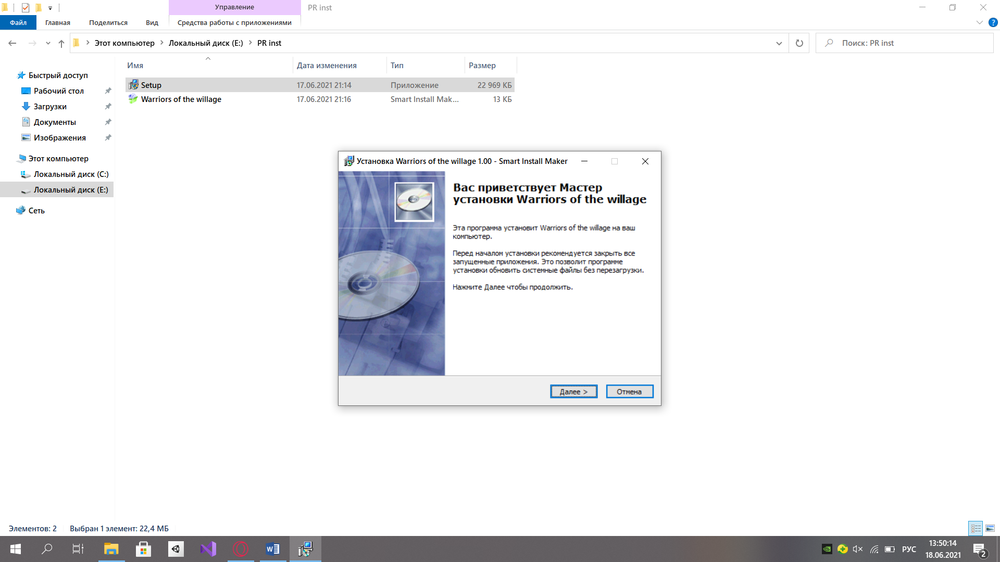 Управление
PR inst
Файл
Главная
Поделиться
Вид
Средства работы с приложениями
Этот компьютер
Локальный диск (E:)
PR inst
Поиск: PR inst
Имя
Дата изменения
Тип
Размер
Setup
17.06.2021 21:14
Приложение
22 969 КБ
Warriors of the willage
17.06.2021 21:16
Smart Install Mak...
13 КБ
Быстрый доступ
Рабочий стол
Загрузки
Документы
Изображения
Этот компьютер
Локальный диск (C:)
Локальный диск (E:)
Сеть
Установка Warriors of the willage 1.00 - Smart Install Maker
Вас приветствует Мастер
установки Warriors of the willage
Эта программа установит Warriors of the willage на ваш
компьютер.
Перед началом установки рекомендуется закрыть все
запущенные приложения. Это позволит программе
установки обновить системные файлы без перезагрузки.
Нажмите Далее чтобы продолжить.
Далее >
Отмена
Элементов: 2
Выбран 1 элемент: 22,4 МБ
РУС
13:50:14
18.06.2021
2